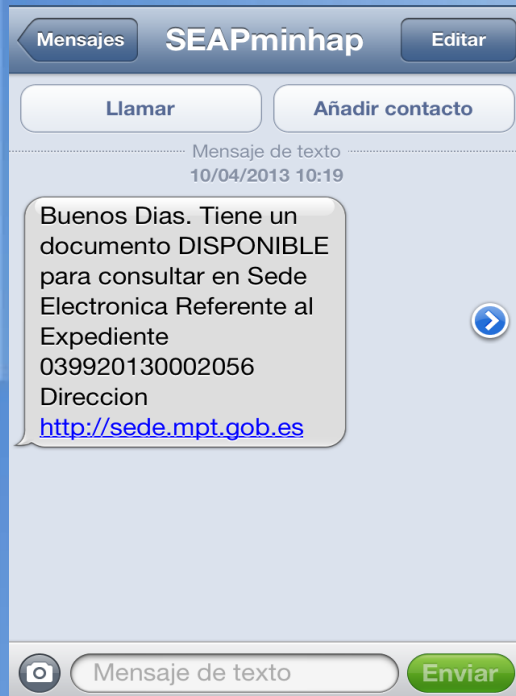 Mensajes SEAPminhap Editar
Llamar Añadir contacto
Mensaje de texto
10/04/2013 10:19
Buenos Dias. Tiene un
documento DISPONIBLE
para consultar en Sede
Electronica Referente al
Expediente
039920130002056
Direccion
http://sede.mpt.gob.es
Mensaje de texto Enviar